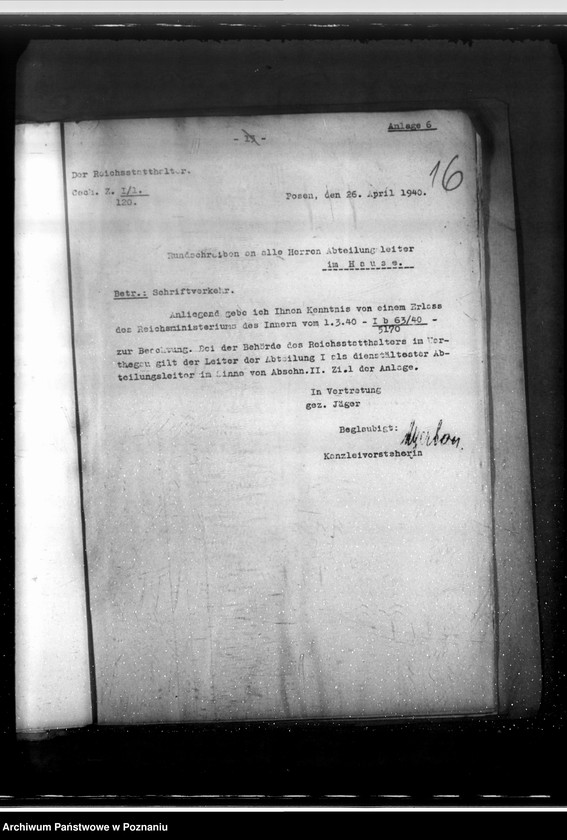 Anlage 6
- 17 -
16
Der Reichsstatthalter.
Gesch. Z. I/1.
120.
Posen, den 26. April 1940.
Rundschreiben an alle Herren Abteilungsleiter
im Hause.
Betr.: Schriftverkehr.
Anliegend gebe ich Ihnen Kenntnis von einem Erlass
des Reichsministeriums des Innern vom 1.3.40 - I b 63/40 -
5170
zur Beachtung. Bei der Behörde des Reichsstatthalters im War-
thegau gilt der Leiter der Abteilung I als dienstältester Ab-
teilungsleiter im Sinne von Abschn.II. Zi.1 der Anlage.
In Vertretung
gez. Jäger
Beglaubigt:
Kanzleivorsteherin
Archiwum Państwowe w Poznaniu